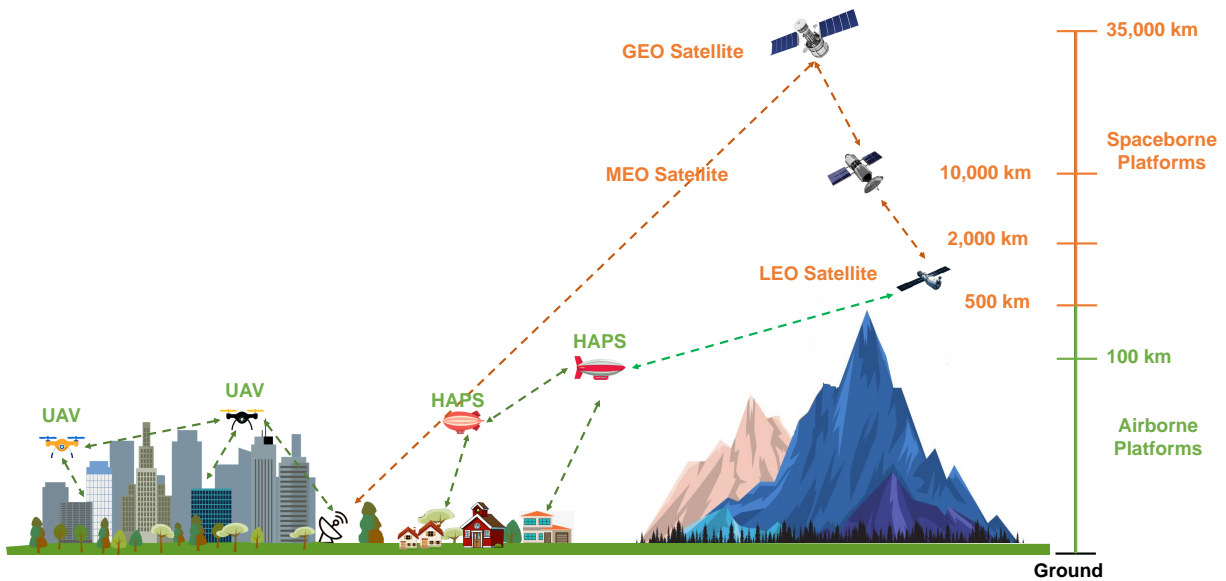 35,000 km
GEO Satellite
Spaceborne
Platforms
MEO Satellite
10,000 km
2,000 km
LEO Satellite
500 km
HAPS
100 km
UAV
HAPS
UAV
Airborne
Platforms
Ground